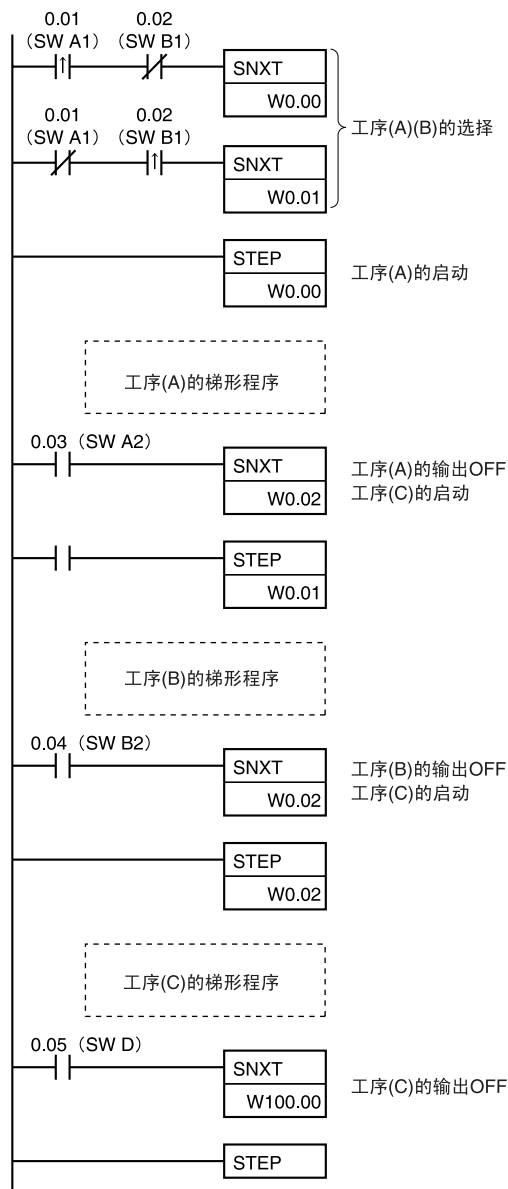 0.01 0.02
（SW A1） （SW B1）
SNXT
W0.00
0.01 0.02
（SW A1） （SW B1）
SNXT
W0.01
工序(A)(B)的选择
STEP
W0.00
工序(A)的启动
工序(A)的梯形程序
0.03（SW A2）
SNXT
W0.02
工序(A)的输出OFF
工序(C)的启动
STEP
W0.01
工序(B)的梯形程序
0.04（SW B2）
SNXT
W0.02
工序(B)的输出OFF
工序(C)的启动
STEP
W0.02
工序(C)的梯形程序
0.05（SW D）
SNXT
W100.00
工序(C)的输出OFF
STEP